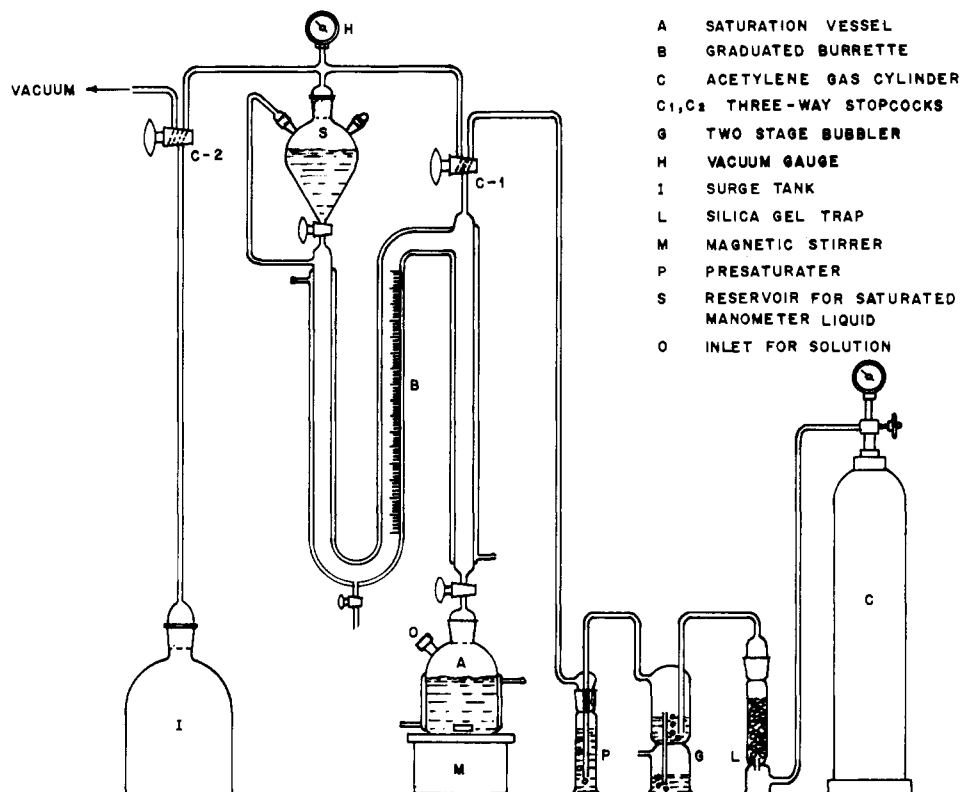 H
VACUUM
C-2
S
C-1
B
O
A
I
M
P
G
L
C
A SATURATION VESSEL
B GRADUATED BURRETTE
C ACETYLENE GAS CYLINDER
C1,C2 THREE-WAY STOPCOCKS
G TWO STAGE BUBBLER
H VACUUM GAUGE
I SURGE TANK
L SILICA GEL TRAP
M MAGNETIC STIRRER
P PRESATURATER
S RESERVOIR FOR SATURATED
MANOMETER LIQUID
O INLET FOR SOLUTION